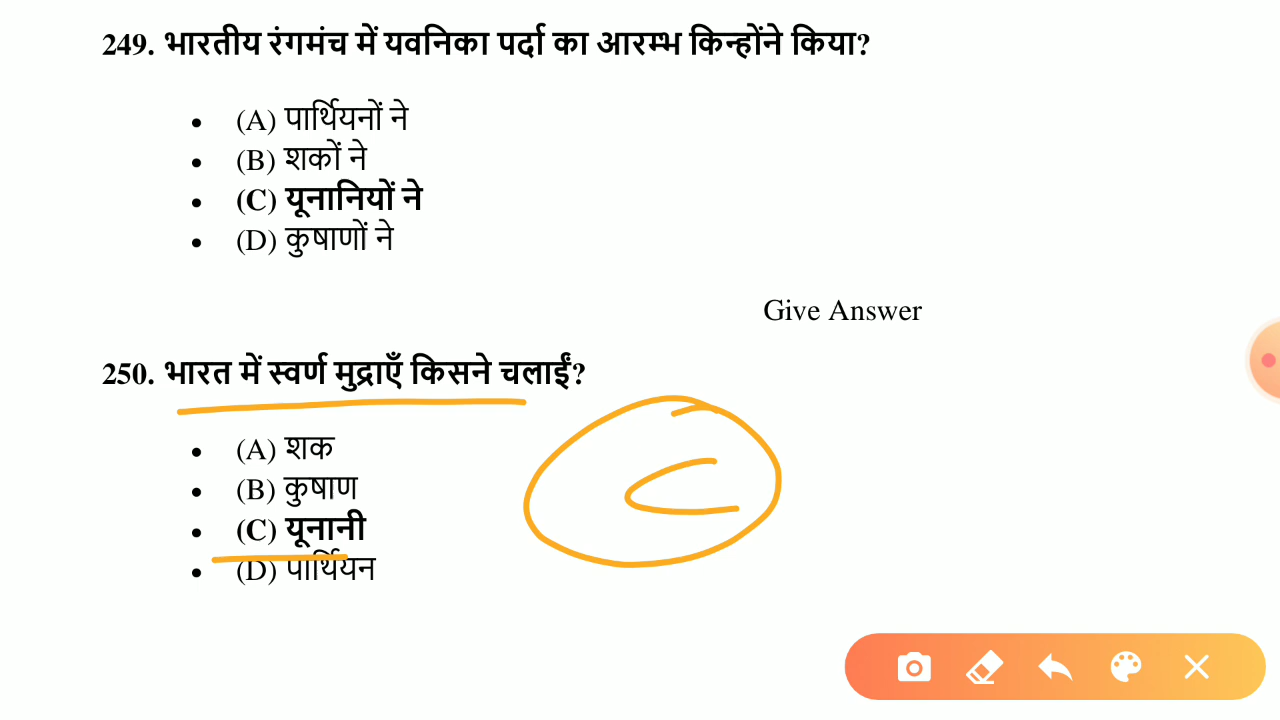 249. भारतीय रंगमंच में यवनिका पर्दा का आरम्भ किन्होंने किया?
• (A) पार्थियनों ने
• (B) शकों ने
• (C) यूनानियों ने
• (D) कुषाणों ने
Give Answer
250. भारत में स्वर्ण मुद्राएँ किसने चलाईं?
• (A) शक
• (B) कुषाण
• (C) यूनानी
• (D) पार्थियन
C